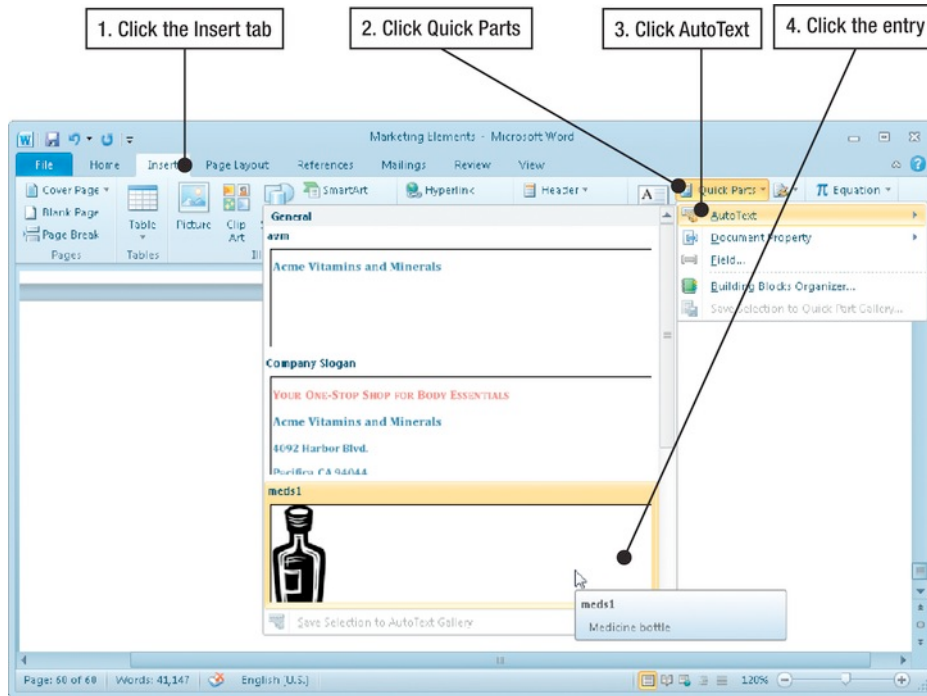 1. Click the Insert tab
2. Click Quick Parts
3. Click AutoText
4. Click the entry
Marketing Elements - Microsoft Word
File Home Insert Page Layout References Mailings Review View
Cover Page
Blank Page
Page Break
Pages
Table
Tables
Picture
Clip Art
SmartArt
Hyperlink
Header
A
Quick Parts
π Equation
AutoText
Document Property
Field...
Building Blocks Organizer...
Save Selection to Quick Part Gallery...
General
avm
Acme Vitamins and Minerals
Company Slogan
YOUR ONE-STOP SHOP FOR BODY ESSENTIALS
Acme Vitamins and Minerals
4092 Harbor Blvd.
Pacifica CA 94044
meds1
Save Selection to AutoText Gallery
meds1
Medicine bottle
Page: 60 of 60 Words: 41,147 English (U.S.) 120%